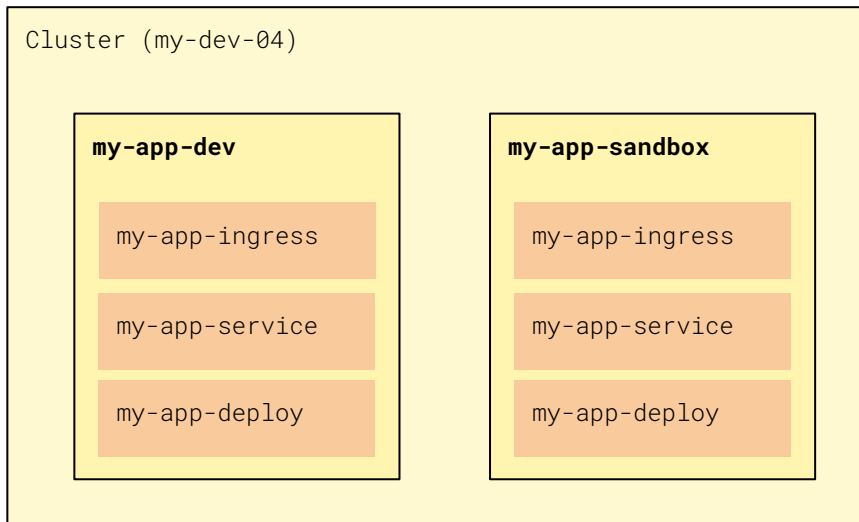 Cluster (my-dev-04)
my-app-dev
my-app-ingress
my-app-service
my-app-deploy
my-app-sandbox
my-app-ingress
my-app-service
my-app-deploy